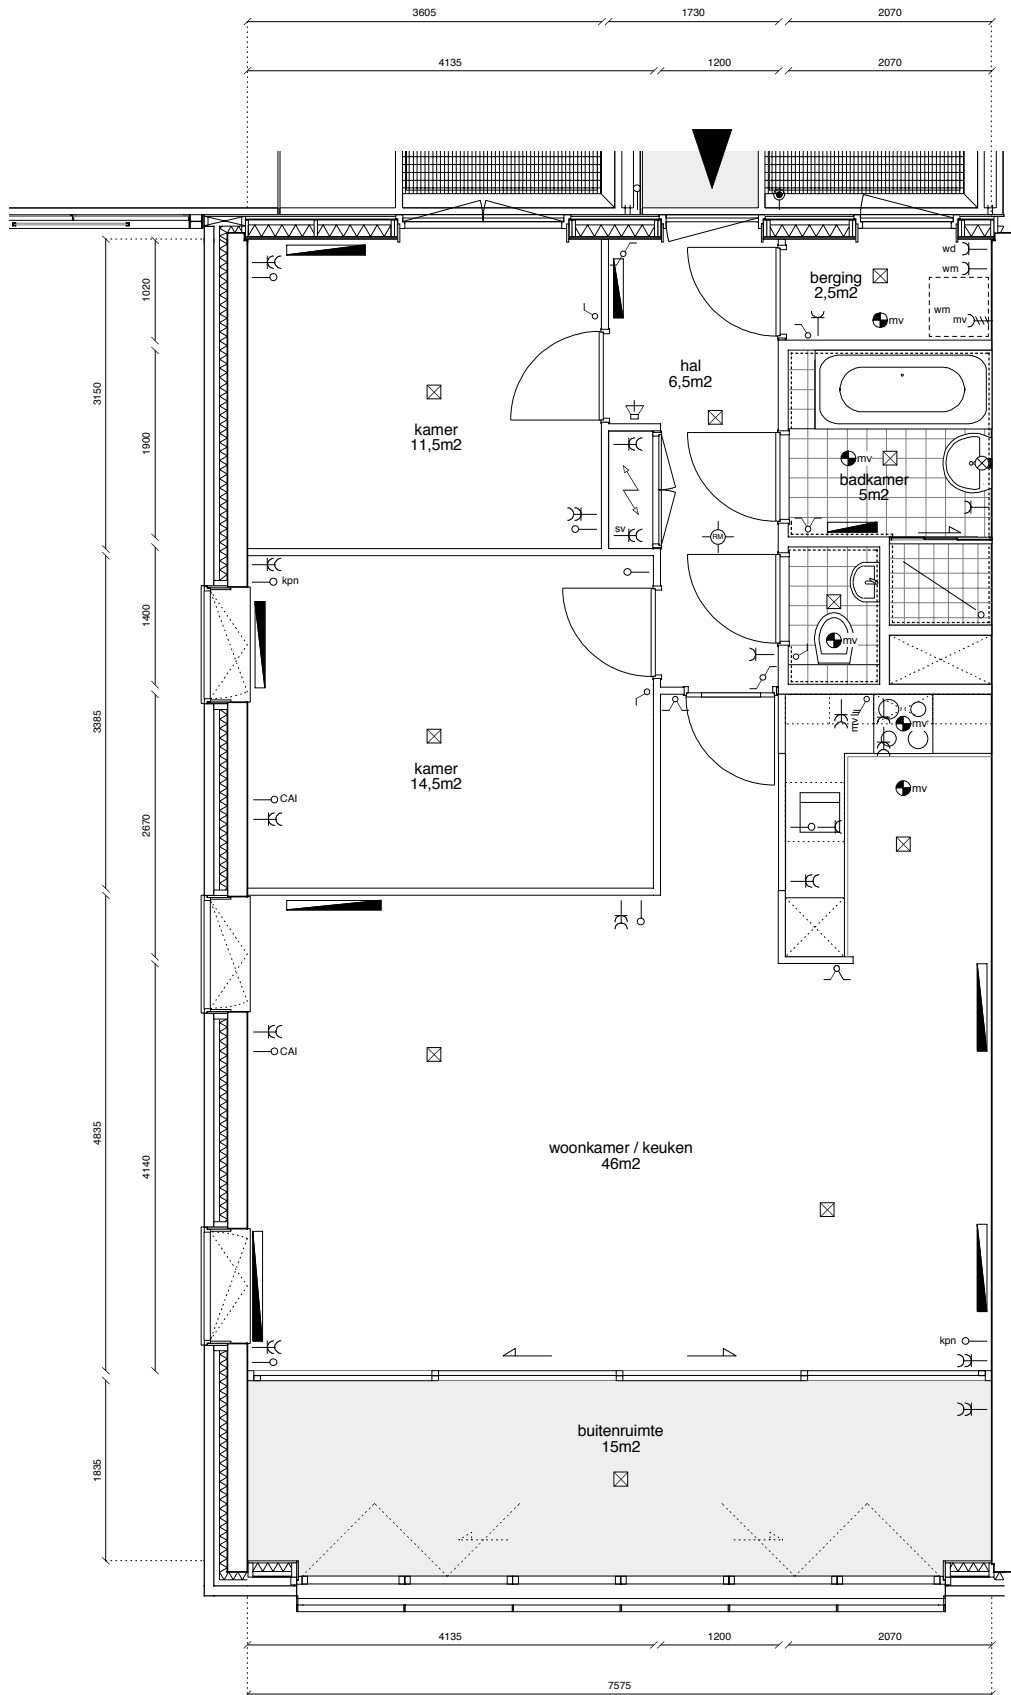 3605 1730 2070
4135 1200 2070
1020
3150
1900
1400
3385
2670
4835
4140
1835
wd
wm
berging
2,5m2
wm
mv
mv
hal
6,5m2
kamer
11,5m2
mv
badkamer
5m2
sv
RM
kpn
mv
kamer
14,5m2
mv
mv
mv
CAI
CAI
woonkamer / keuken
46m2
kpn
buitenruimte
15m2
4135 1200 2070
7575